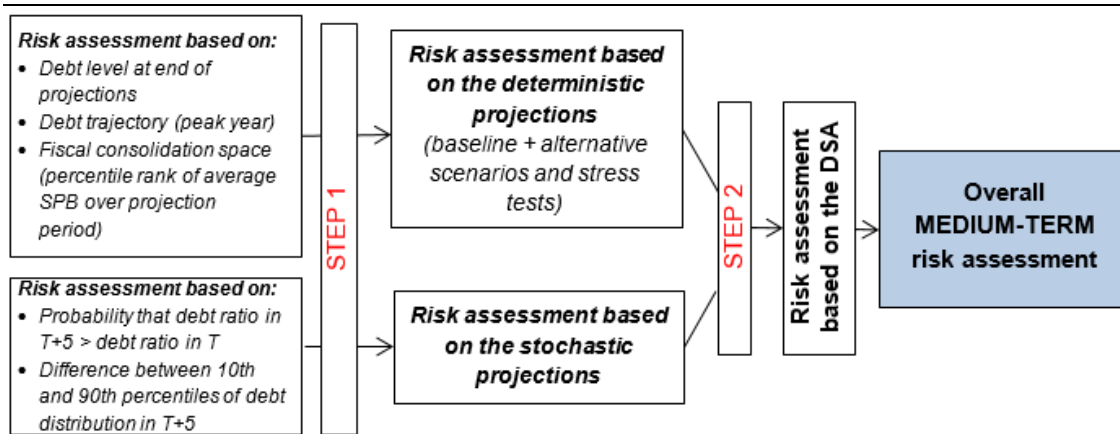 Risk assessment based on:
• Debt level at end of
projections
• Debt trajectory (peak year)
• Fiscal consolidation space
(percentile rank of average
SPB over projection
period)
Risk assessment based on:
• Probability that debt ratio in
T+5 > debt ratio in T
• Difference between 10th
and 90th percentiles of debt
distribution in T+5
STEP 1
Risk assessment based
on the deterministic
projections
(baseline + alternative
scenarios and stress
tests)
Risk assessment based
on the stochastic
projections
STEP 2
Risk assessment
based on the DSA
Overall
MEDIUM-TERM
risk assessment